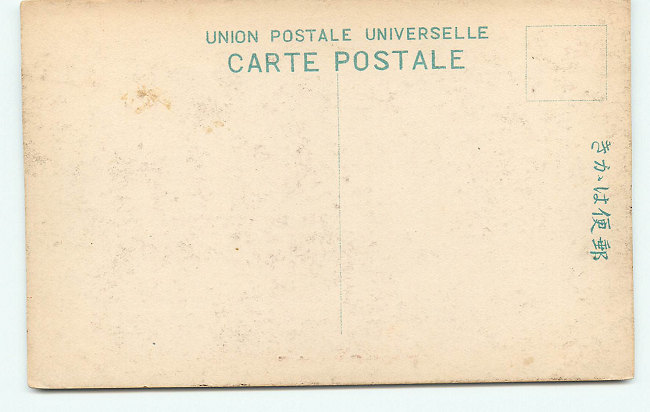 UNION POSTALE UNIVERSELLE
CARTE POSTALE
きがは便郵